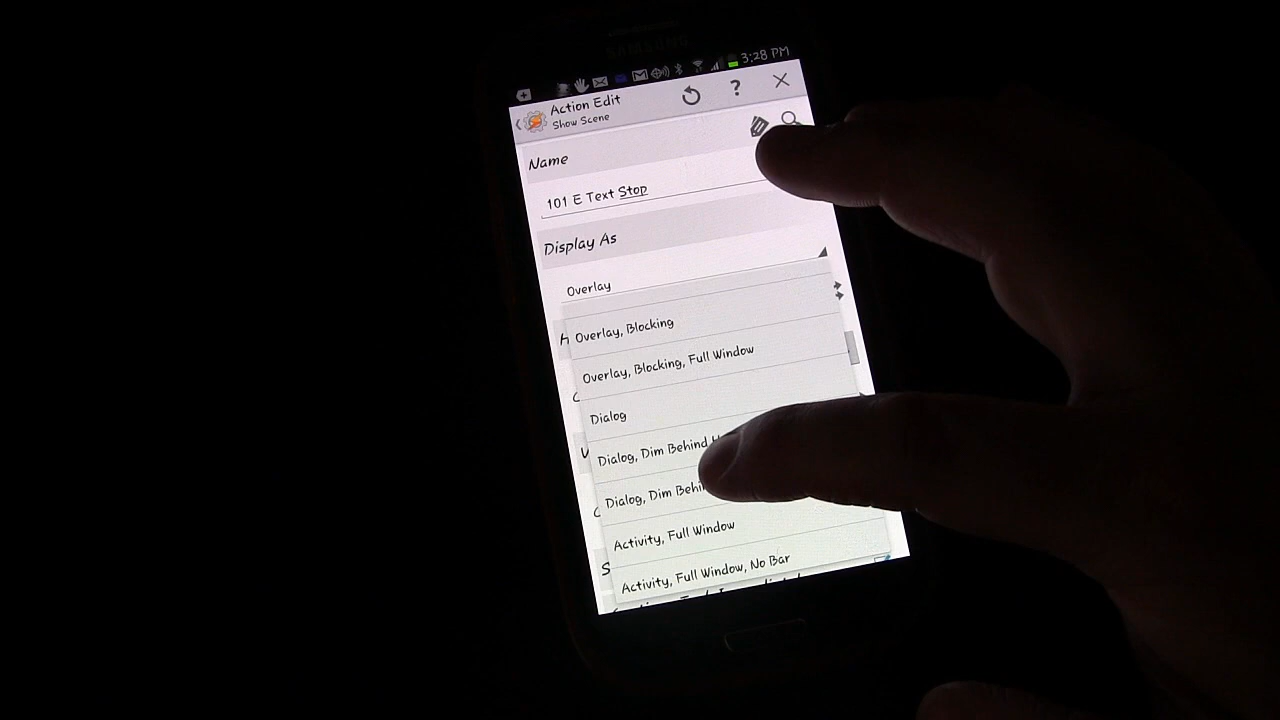 SAMSUNG
3:28 PM
Action Edit
Show Scene
?
Name
101 E Text Stop
Display As
Overlay
Overlay, Blocking
Overlay, Blocking, Full Window
Dialog
Dialog, Dim Behind
Dialog, Dim
Activity, Full Window
Activity, Full Window, No Bar